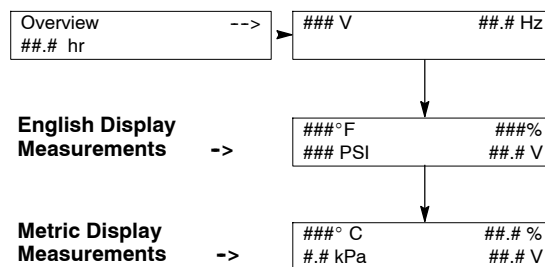 Overview -->
##.# hr
### V ##.# Hz
English Display
Measurements ->
###°F ###%
### PSI ##.# V
Metric Display
Measurements ->
###° C ##.# %
#.# kPa ##.# V